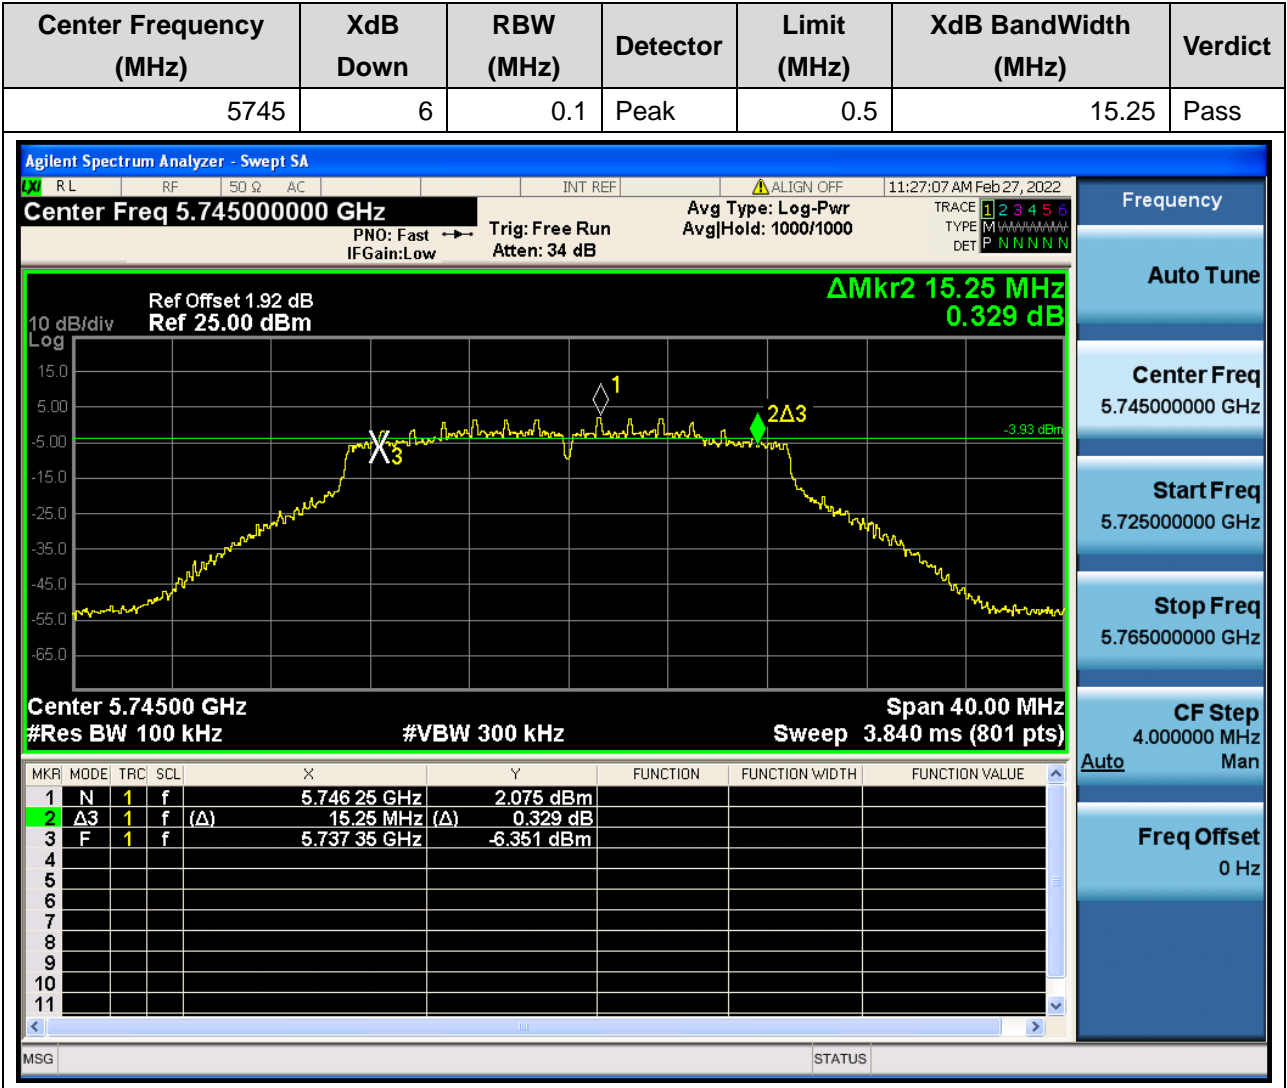 Center Frequency (MHz) XdB Down RBW (MHz) Detector Limit (MHz) XdB BandWidth (MHz) Verdict
5745 6 0.1 Peak 0.5 15.25 Pass
Agilent Spectrum Analyzer - Swept SA
LXI RL RF 50 Ω AC INT REF ALIGN OFF 11:27:07 AM Feb 27, 2022
Center Freq 5.745000000 GHz
PNO: Fast
IFGain:Low
Trig: Free Run
Atten: 34 dB
Avg Type: Log-Pwr
Avg|Hold: 1000/1000
TRACE 1 2 3 4 5 6
TYPE M WWWWW
DET P N N N N N
ΔMkr2 15.25 MHz
0.329 dB
Ref Offset 1.92 dB
10 dB/div Ref 25.00 dBm
Log
15.0
5.00
-5.00
-15.0
-25.0
-35.0
-45.0
-55.0
-65.0
1
2Δ3
3
-3.93 dBm
Center 5.74500 GHz Span 40.00 MHz
#Res BW 100 kHz #VBW 300 kHz Sweep 3.840 ms (801 pts)
MKR MODE TRC SCL X Y FUNCTION FUNCTION WIDTH FUNCTION VALUE
1 N 1 f 5.746 25 GHz 2.075 dBm
2 Δ3 1 f (Δ) 15.25 MHz (Δ) 0.329 dB
3 F 1 f 5.737 35 GHz -6.351 dBm
4
5
6
7
8
9
10
11
MSG STATUS
Frequency
Auto Tune
Center Freq
5.745000000 GHz
Start Freq
5.725000000 GHz
Stop Freq
5.765000000 GHz
CF Step
4.000000 MHz
Auto Man
Freq Offset
0 Hz